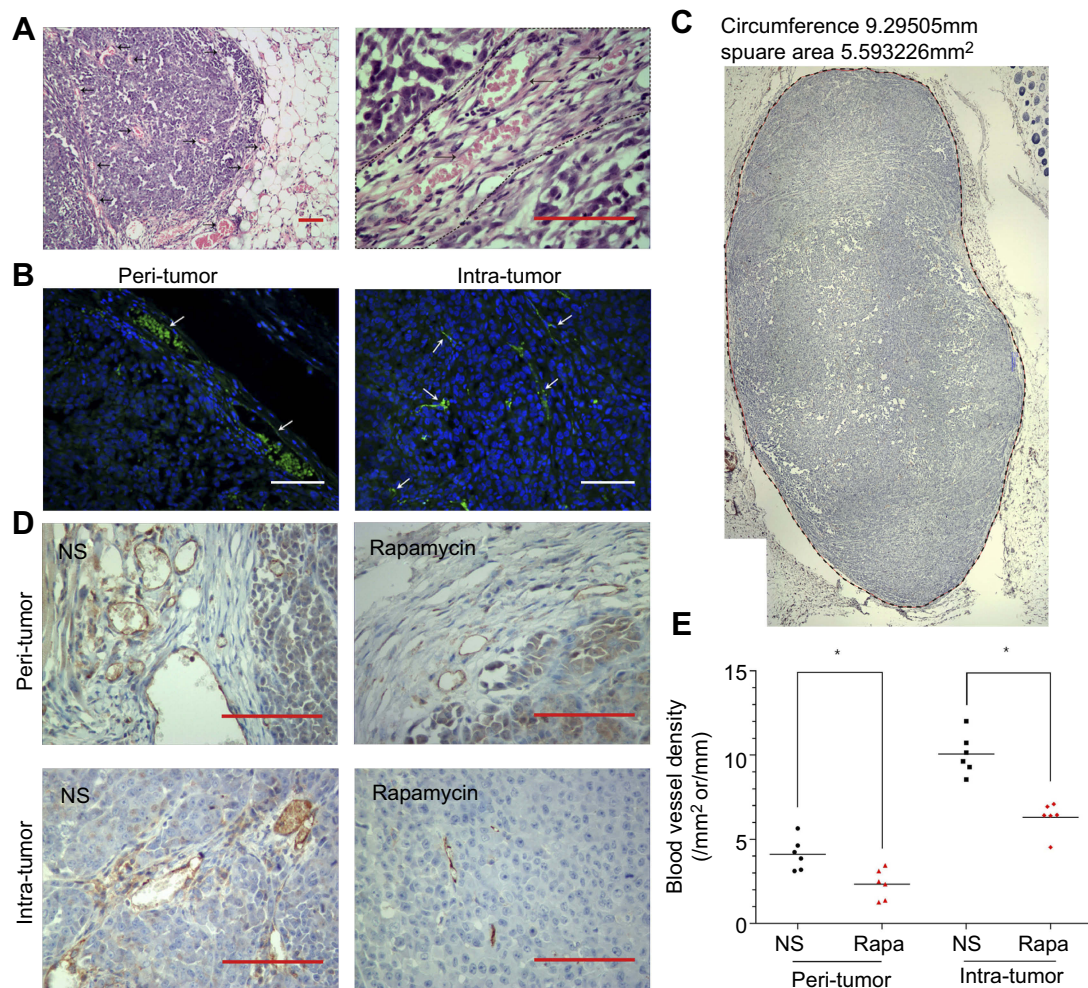 A
C
Circumference 9.29505mm
spuare area 5.593226mm²
B
Peri-tumor
Intra-tumor
D
NS
Rapamycin
Peri-tumor
NS
Rapamycin
Intra-tumor
E
*
*
Blood vessel density
(/mm² or/mm)
15
10
5
0
NS
Rapa
NS
Rapa
Peri-tumor
Intra-tumor